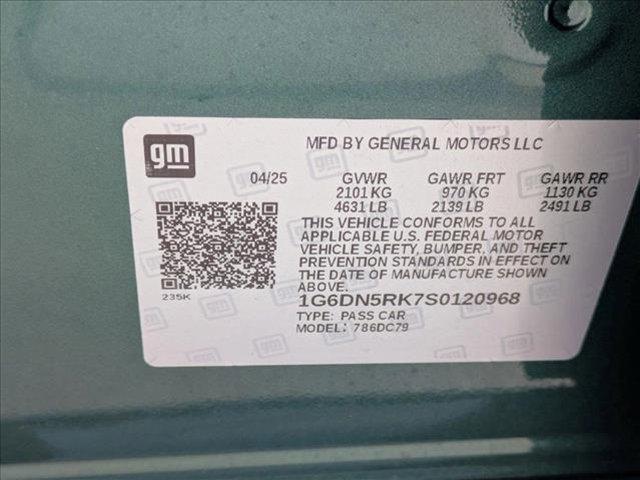 gm
MFD BY GENERAL MOTORS LLC
04/25 GVWR GAWR FRT GAWR RR
2101 KG 970 KG 1130 KG
4631 LB 2139 LB 2491 LB
THIS VEHICLE CONFORMS TO ALL
APPLICABLE U.S. FEDERAL MOTOR
VEHICLE SAFETY, BUMPER, AND THEFT
PREVENTION STANDARDS IN EFFECT ON
THE DATE OF MANUFACTURE SHOWN
ABOVE.
235K
1G6DN5RK7S0120968
TYPE: PASS CAR
MODEL: 786DC79